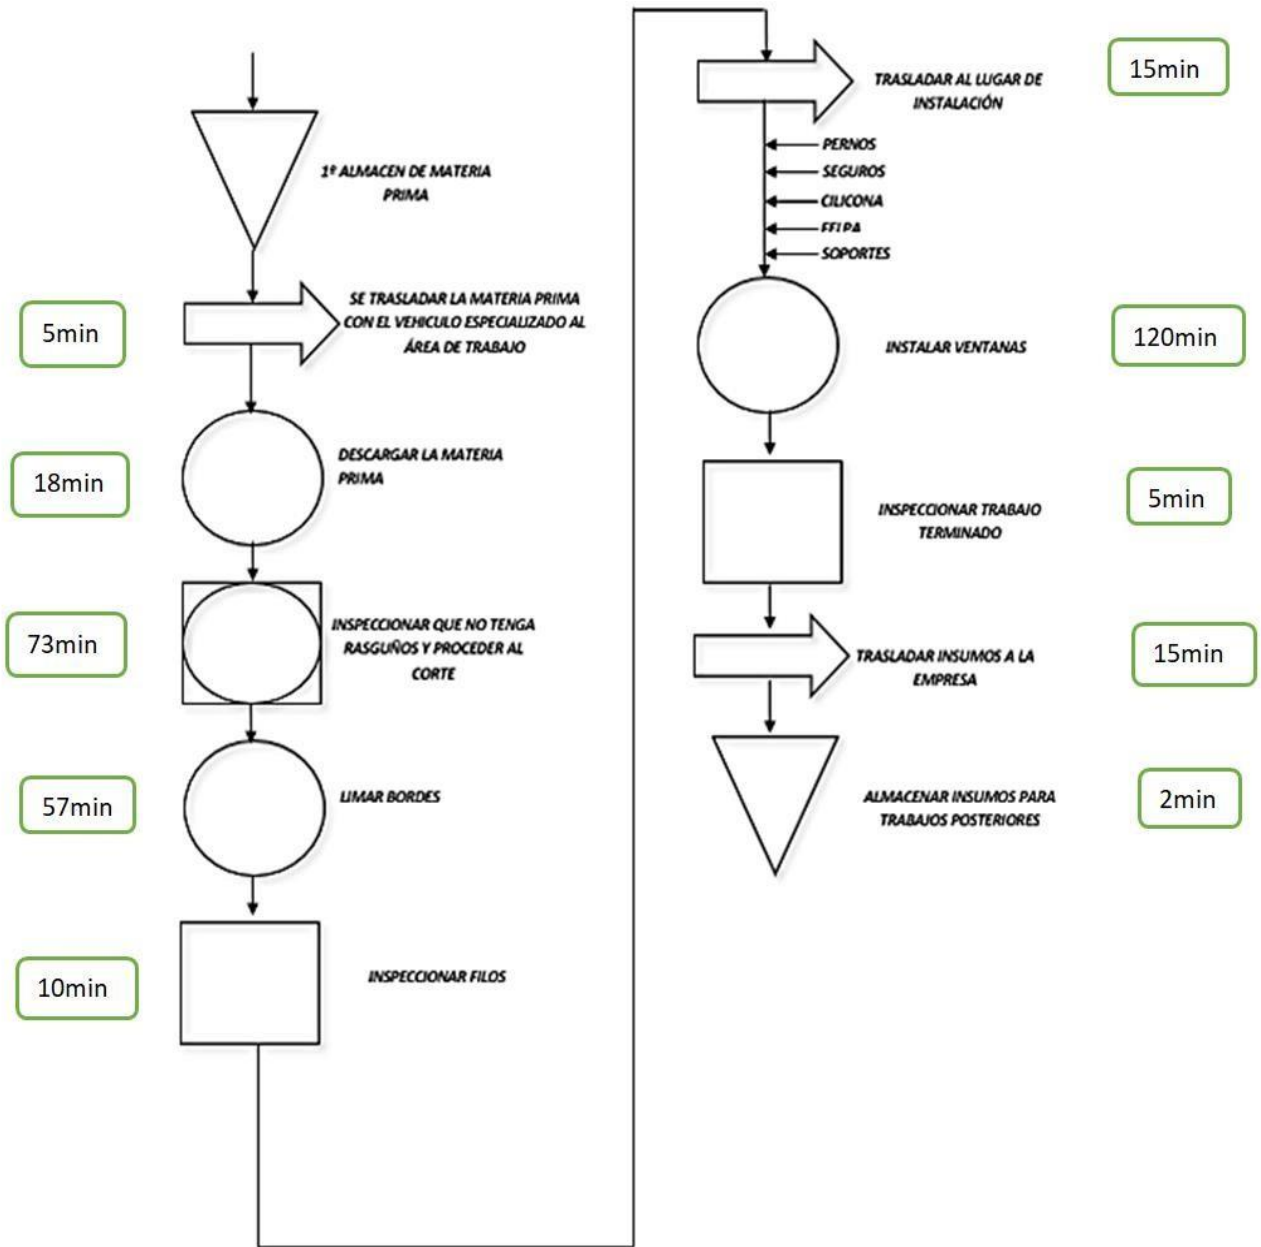 1º ALMACEN DE MATERIA
PRIMA
5min
SE TRASLADAR LA MATERIA PRIMA
CON EL VEHICULO ESPECIALIZADO AL
ÁREA DE TRABAJO
18min
DESCARGAR LA MATERIA
PRIMA
73min
INSPECCIONAR QUE NO TENGA
RASGUÑOS Y PROCEDER AL
CORTE
57min
LIMAR BORDES
10min
INSPECCIONAR FILOS
TRASLADAR AL LUGAR DE
INSTALACIÓN
15min
PERNOS
SEGUROS
CILICONA
FELPA
SOPORTES
INSTALAR VENTANAS
120min
INSPECCIONAR TRABAJO
TERMINADO
5min
TRASLADAR INSUMOS A LA
EMPRESA
15min
ALMACENAR INSUMOS PARA
TRABAJOS POSTERIORES
2min